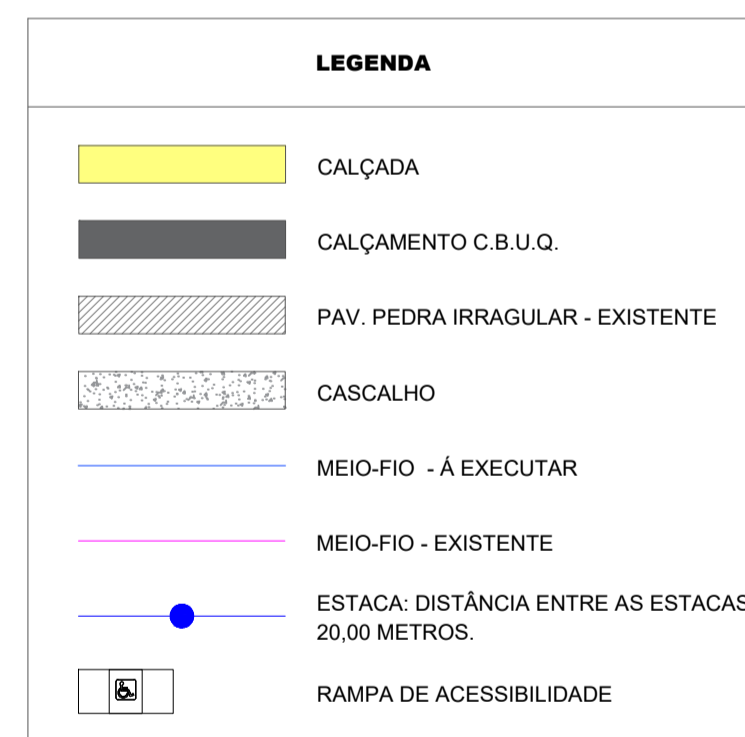 LEGENDA
CALÇADA
CALÇAMENTO C.B.U.Q.
PAV. PEDRA IRRAGULAR - EXISTENTE
CASCALHO
MEIO-FIO - Á EXECUTAR
MEIO-FIO - EXISTENTE
ESTACA: DISTÂNCIA ENTRE AS ESTACAS
20,00 METROS.
RAMPA DE ACESSIBILIDADE